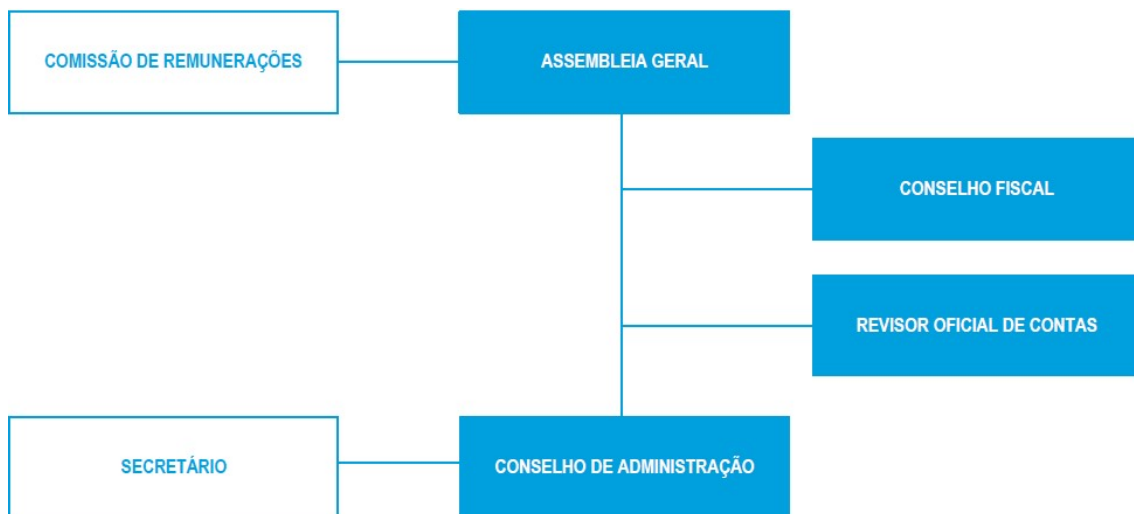 COMISSÃO DE REMUNERAÇÕES
ASSEMBLEIA GERAL
CONSELHO FISCAL
REVISOR OFICIAL DE CONTAS
SECRETÁRIO
CONSELHO DE ADMINISTRAÇÃO